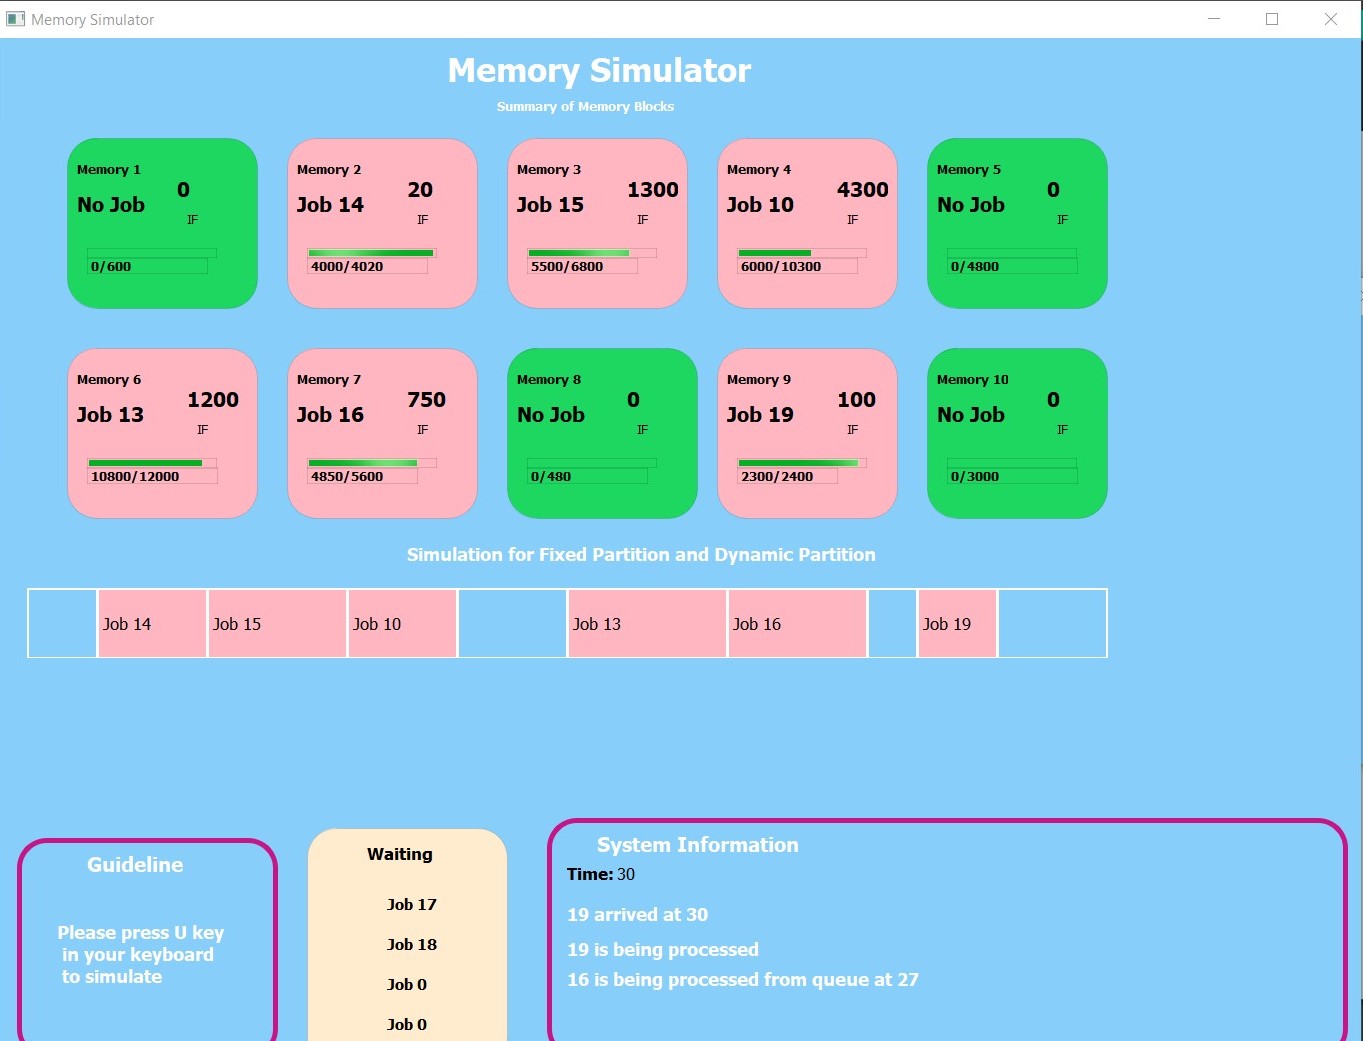 Memory Simulator
Memory Simulator
Summary of Memory Blocks
Memory 1
0
No Job
IF
0/600
Memory 2
20
Job 14
IF
4000/4020
Memory 3
1300
Job 15
IF
5500/6800
Memory 4
4300
Job 10
IF
6000/10300
Memory 5
0
No Job
IF
0/4800
Memory 6
1200
Job 13
IF
10800/12000
Memory 7
750
Job 16
IF
4850/5600
Memory 8
0
No Job
IF
0/480
Memory 9
100
Job 19
IF
2300/2400
Memory 10
0
No Job
IF
0/3000
Simulation for Fixed Partition and Dynamic Partition
Job 14 Job 15 Job 10 Job 13 Job 16 Job 19
Guideline
Please press U key
in your keyboard
to simulate
Waiting
Job 17
Job 18
Job 0
Job 0
System Information
Time: 30
19 arrived at 30
19 is being processed
16 is being processed from queue at 27